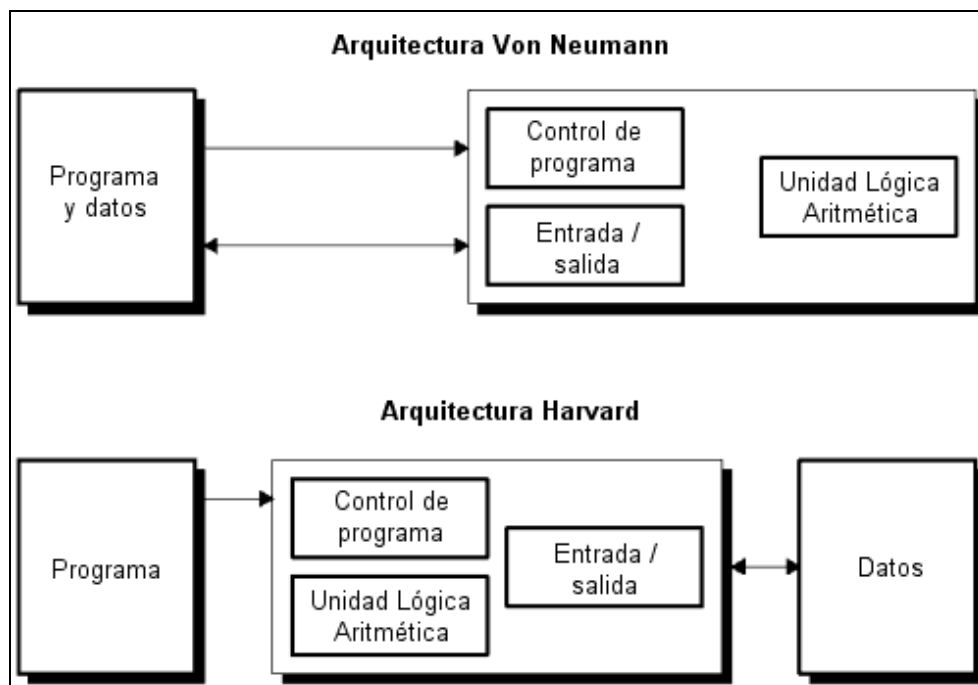 Arquitectura Von Neumann
Programa
y datos
Control de
programa
Entrada /
salida
Unidad Lógica
Aritmética
Arquitectura Harvard
Programa
Control de
programa
Unidad Lógica
Aritmética
Entrada /
salida
Datos